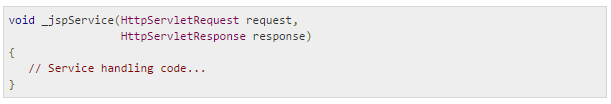 void _jspService(HttpServletRequest request,
                 HttpServletResponse response)
{
   // Service handling code...
}